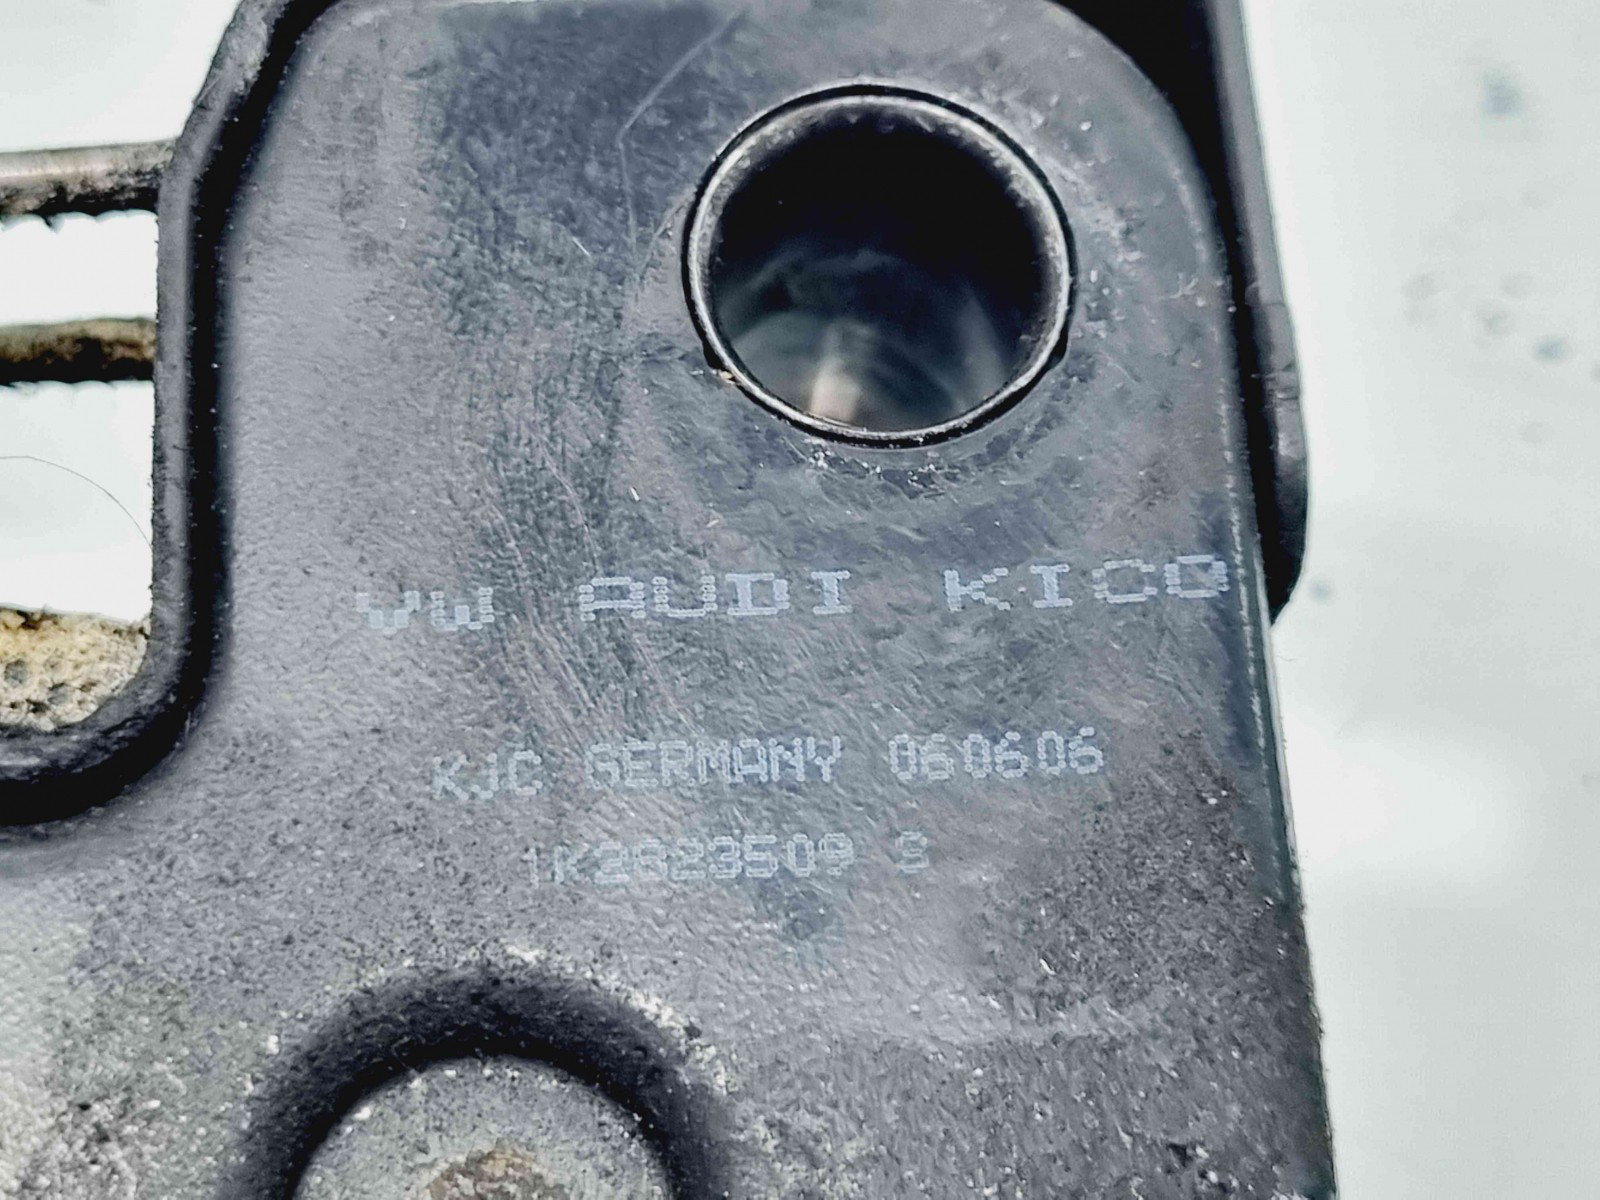 VW AUDI KICO
KJC GERMANY 060606
1K2823509 S